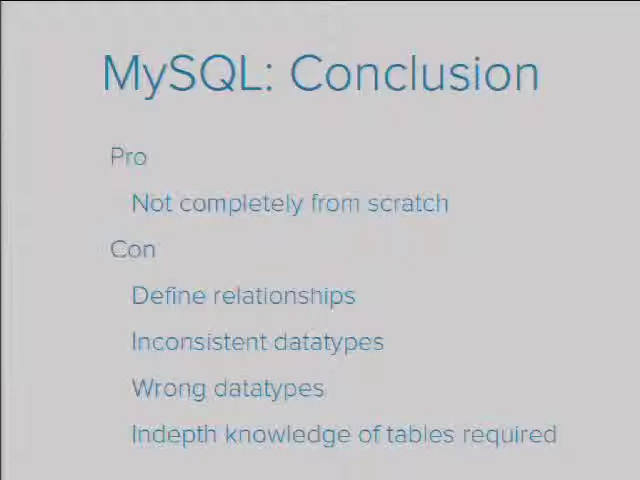 MySQL: Conclusion
Pro
Not completely from scratch
Con
Define relationships
Inconsistent datatypes
Wrong datatypes
Indepth knowledge of tables required